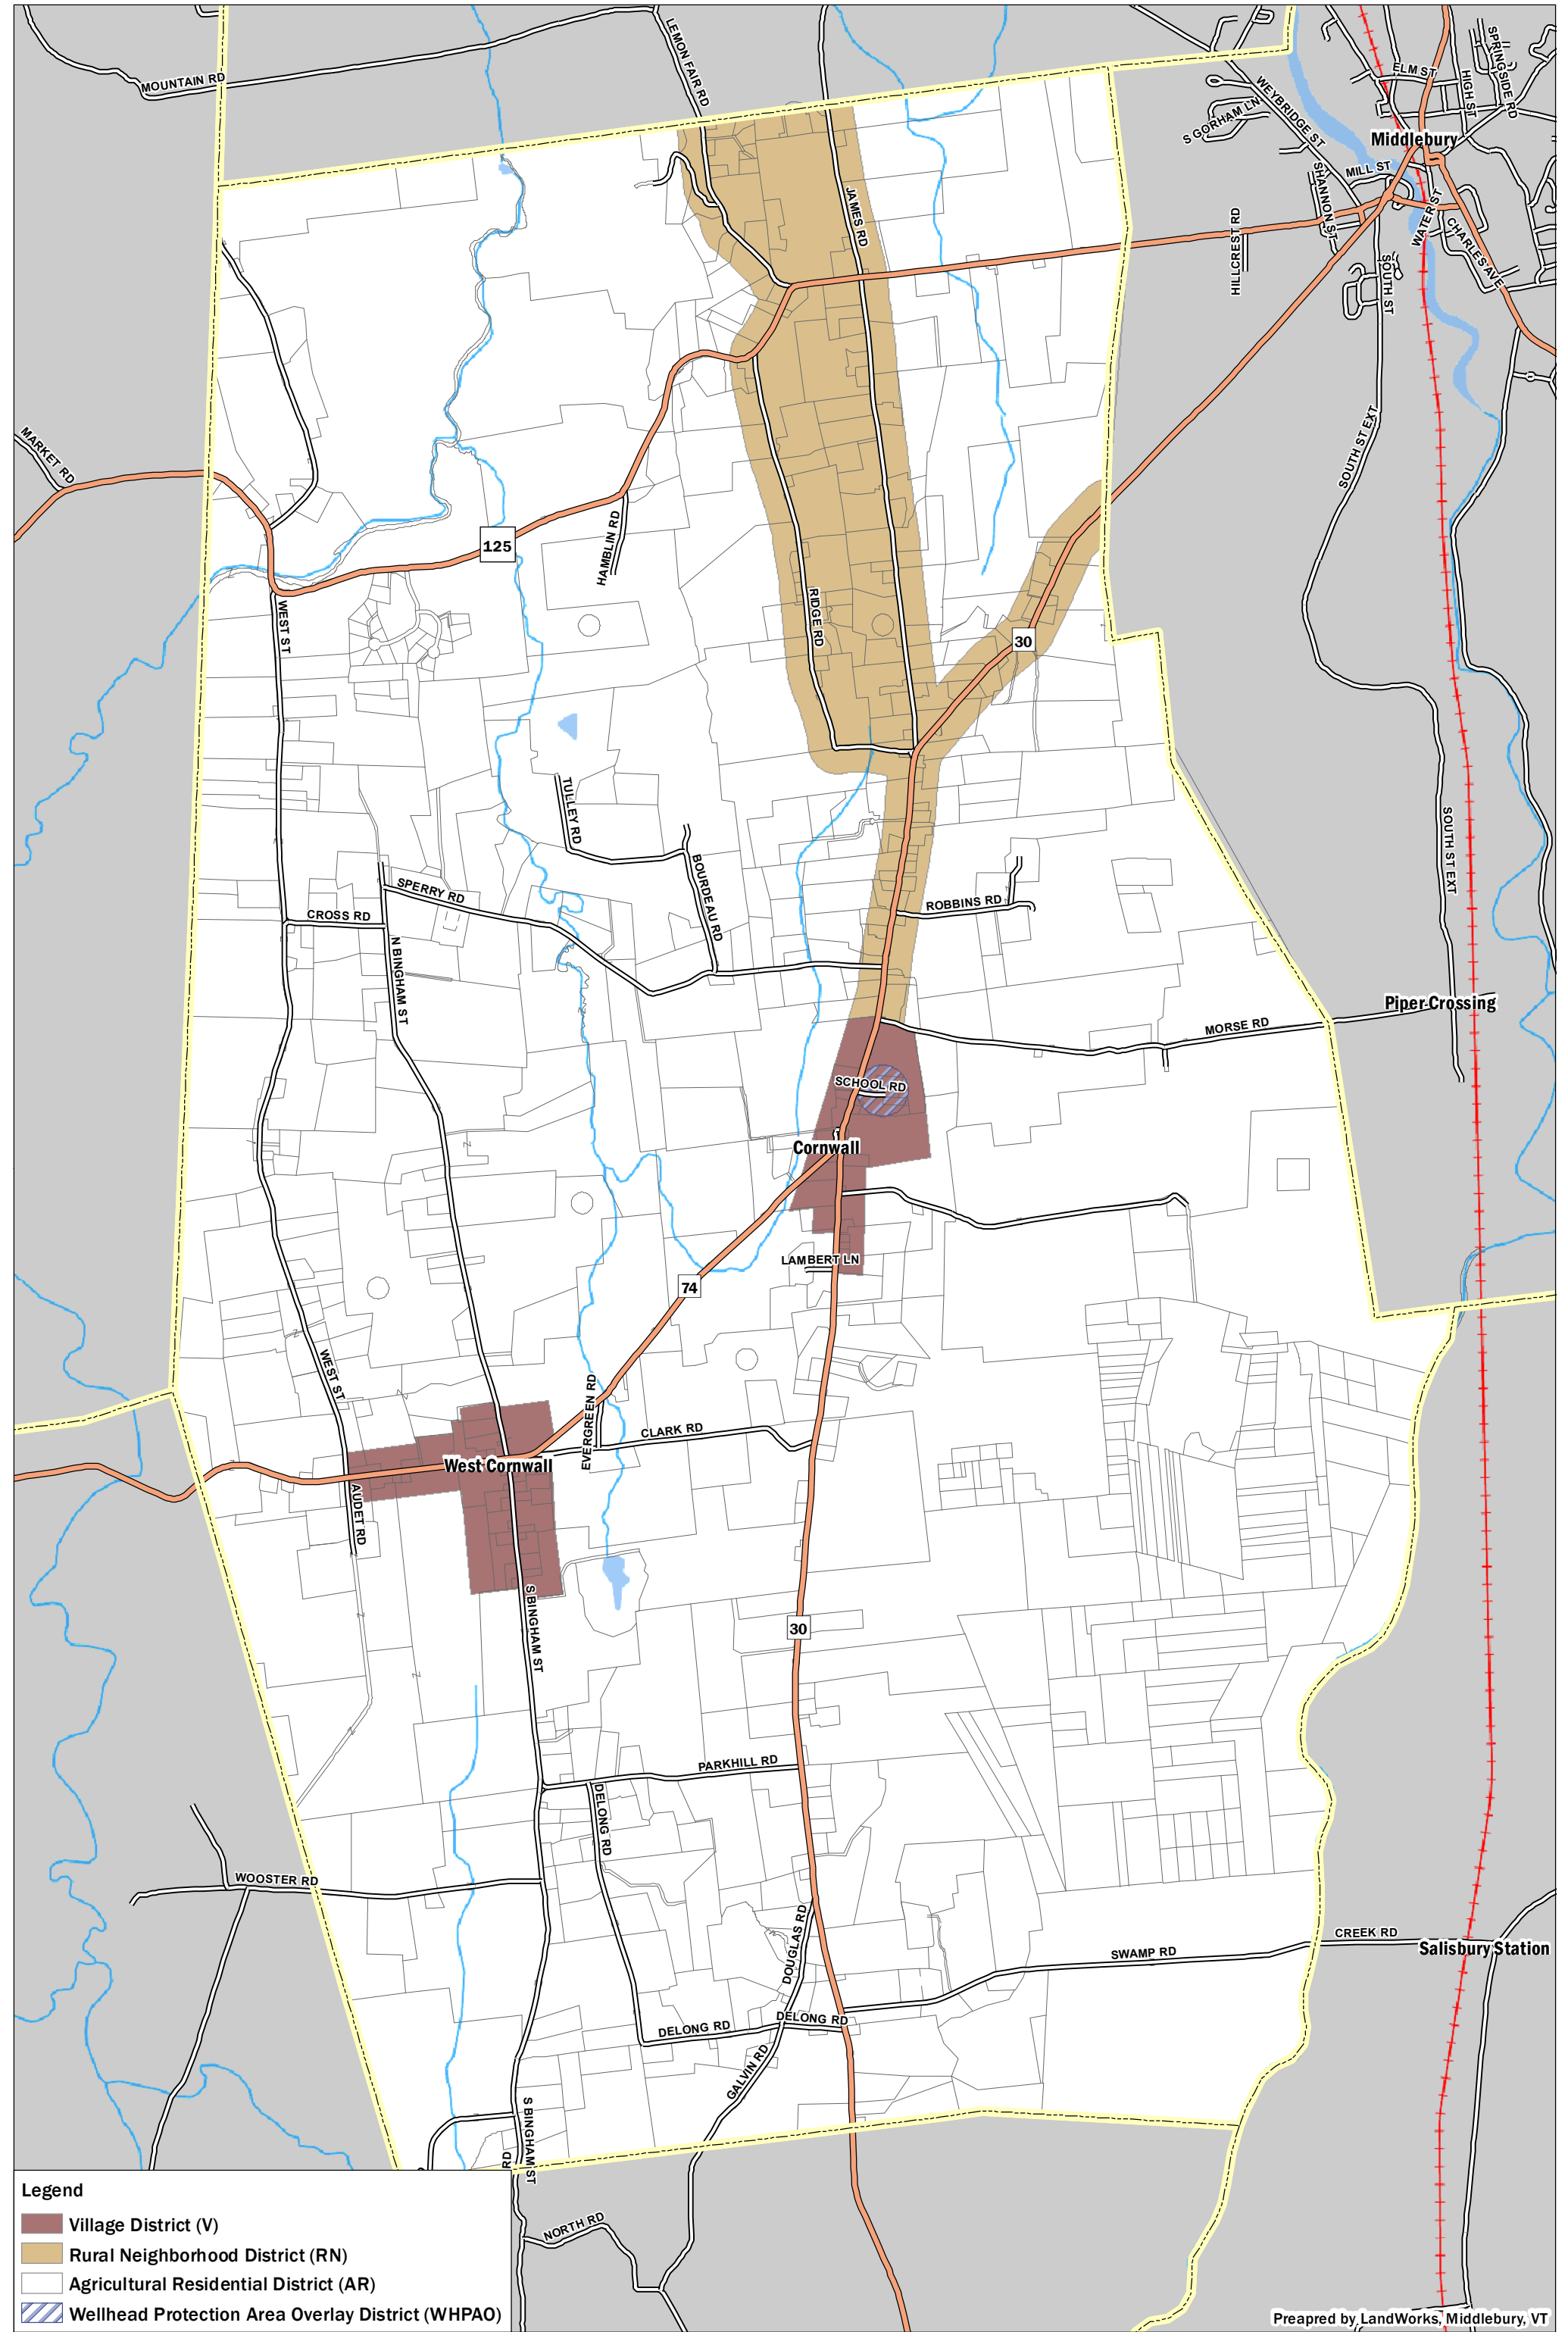 MOUNTAIN RD
LEMON FAIR RD
JAMES RD
WEYBRIDGE ST
S GORHAM LN
ELM ST
HIGH ST
SPRINGSIDE RD
Middlebury
MILL ST
SHANNON ST
WATER ST
CHARLES AVE
HILLCREST RD
SOUTH ST
MARKET RD
SOUTH ST EXT
125
HAMBLIN RD
WEST ST
RIDGE RD
30
TULLEY RD
BOURDEAU RD
SOUTH ST EXT
SPERRY RD
CROSS RD
ROBBINS RD
N BINGHAM ST
Piper Crossing
MORSE RD
SCHOOL RD
Cornwall
LAMBERT LN
74
WEST ST
EVERGREEN RD
CLARK RD
West Cornwall
AUDET RD
S BINGHAM ST
30
PARKHILL RD
DELONG RD
WOOSTER RD
DOUGLAS RD
CREEK RD
SWAMP RD
Salisbury Station
DELONG RD
DELONG RD
GALVIN RD
S BINGHAM ST
RD
NORTH RD
Legend
Village District (V)
Rural Neighborhood District (RN)
Agricultural Residential District (AR)
Wellhead Protection Area Overlay District (WHPAO)
Preapred by LandWorks, Middlebury, VT